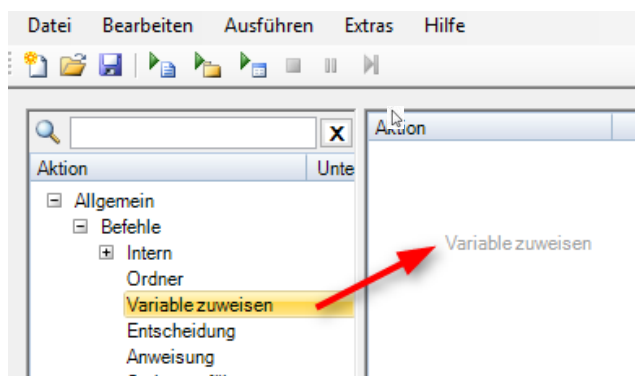 Datei Bearbeiten Ausführen Extras Hilfe
X
Aktion Unte
Allgemein
Befehle
Intern
Ordner
Variable zuweisen
Entscheidung
Anweisung
Aktion
Variable zuweisen